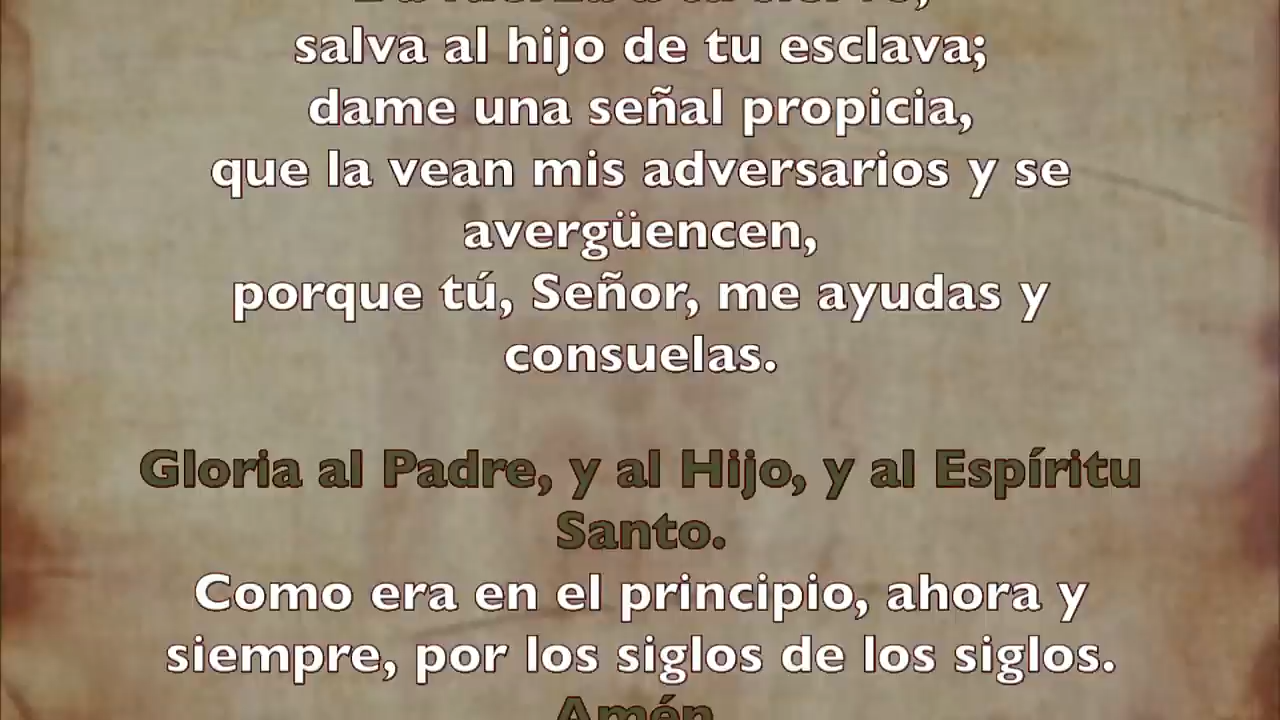 salva al hijo de tu esclava;
dame una señal propicia,
que la vean mis adversarios y se
avergüencen,
porque tú, Señor, me ayudas y
consuelas.
Gloria al Padre, y al Hijo, y al Espíritu
Santo.
Como era en el principio, ahora y
siempre, por los siglos de los siglos.
Amén